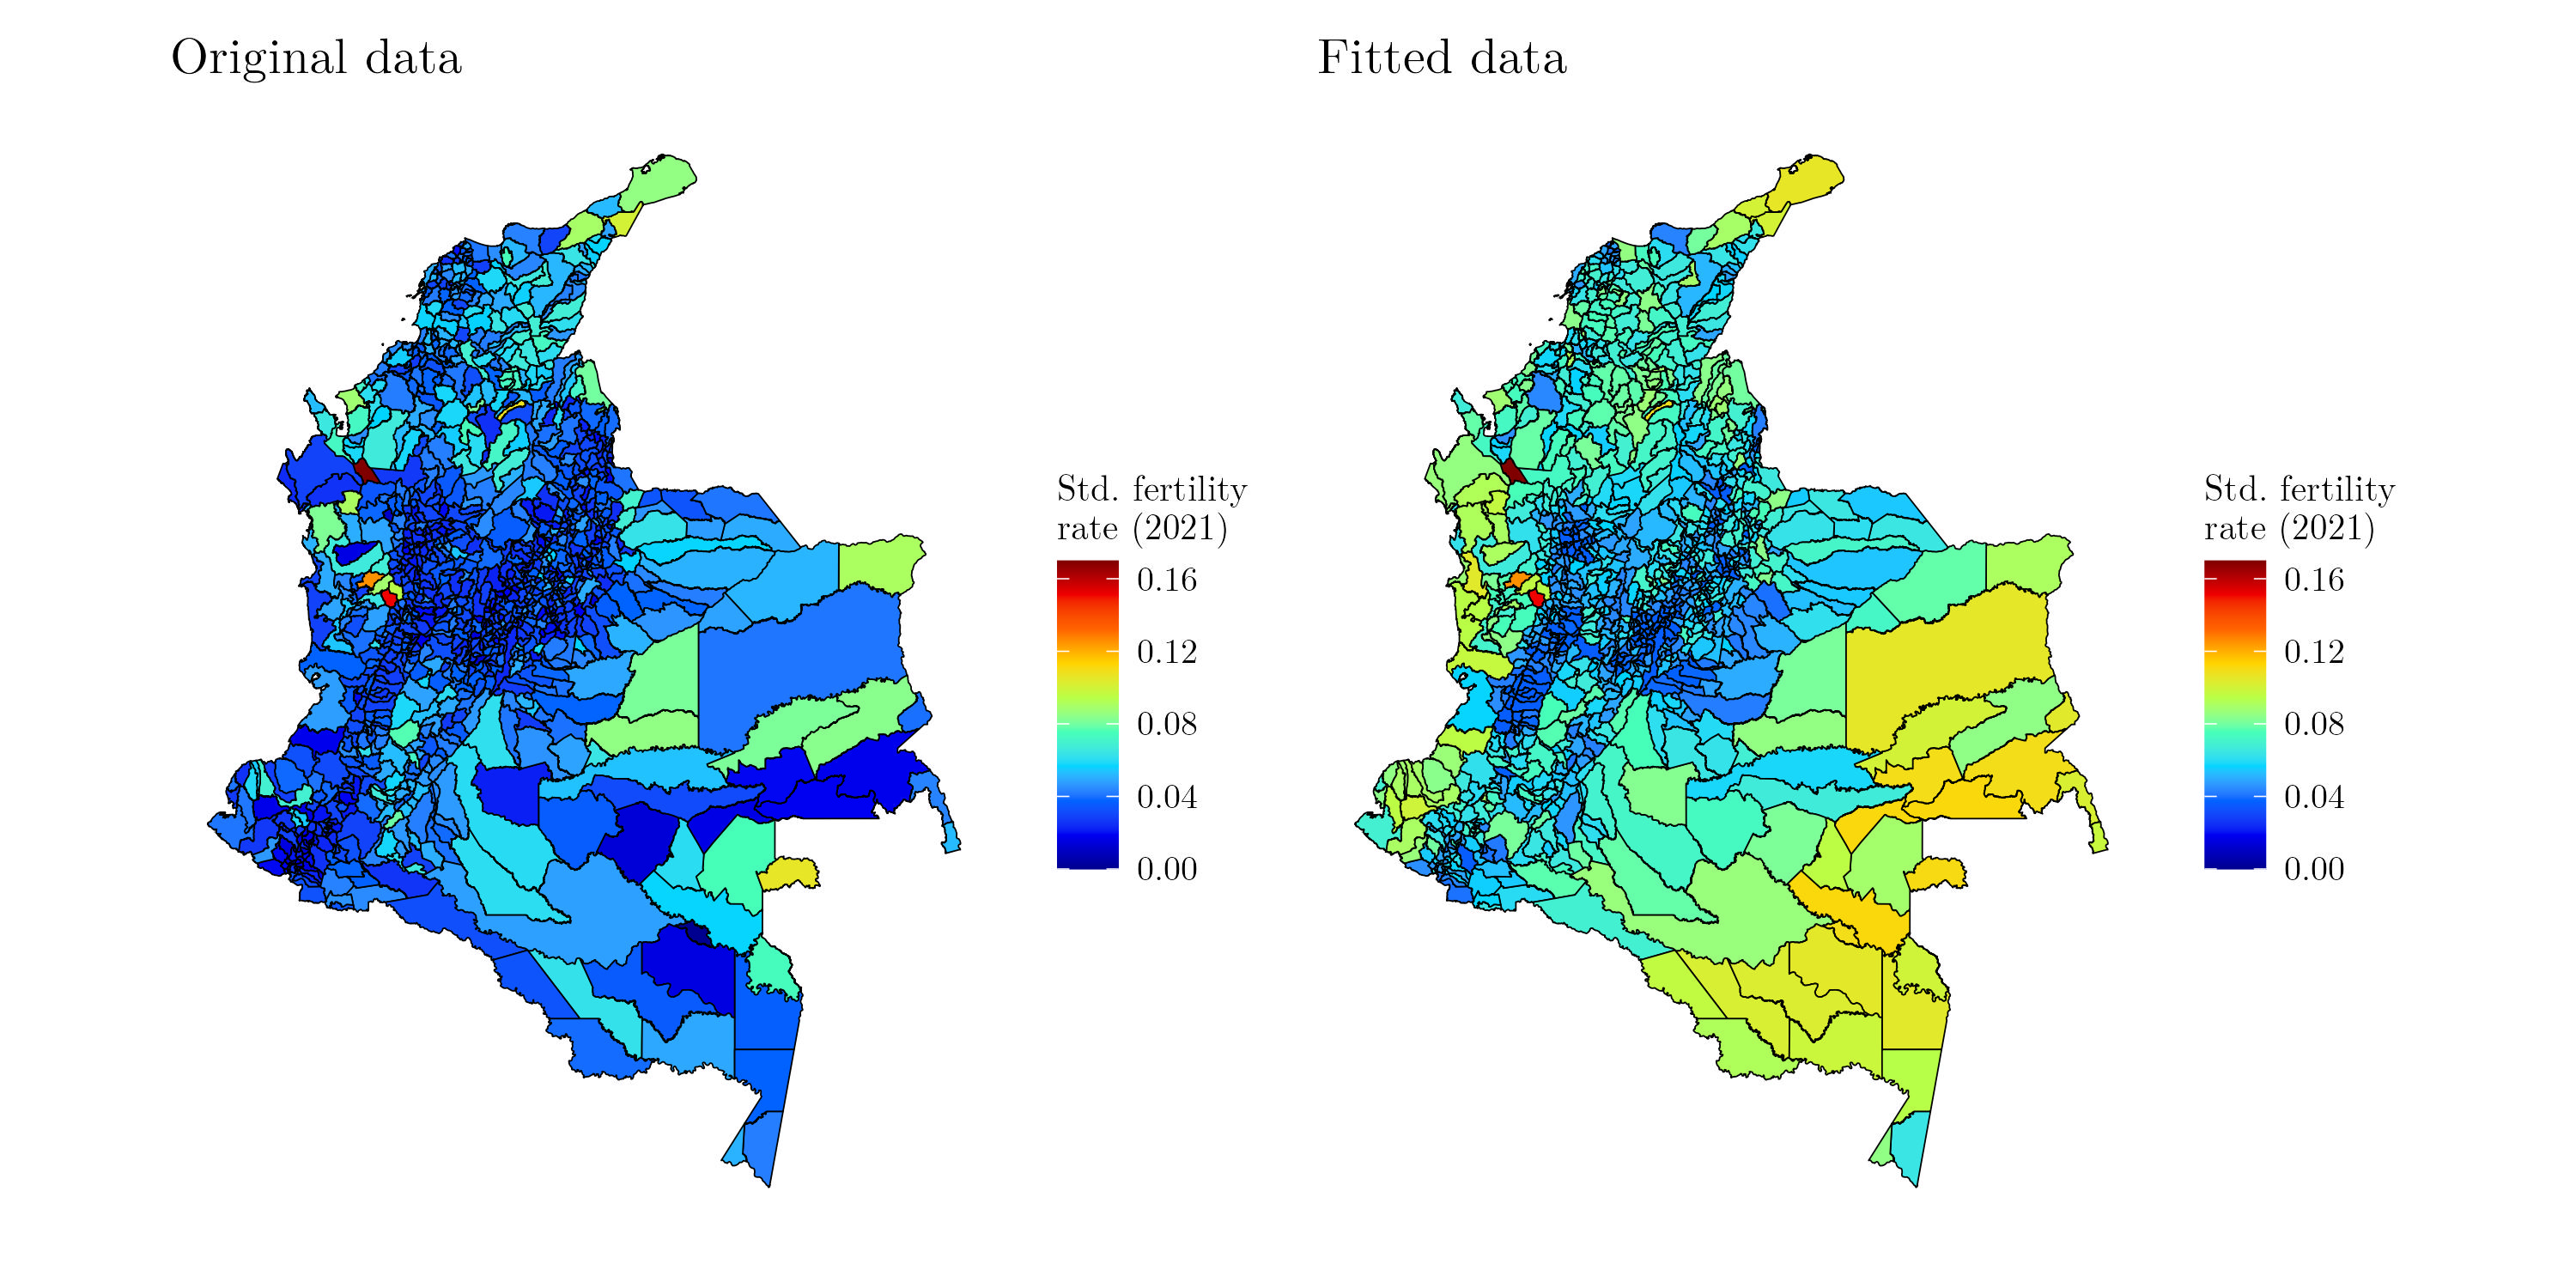 Original data
Fitted data
Std. fertility
rate (2021)
0.16
0.12
0.08
0.04
0.00
Std. fertility
rate (2021)
0.16
0.12
0.08
0.04
0.00